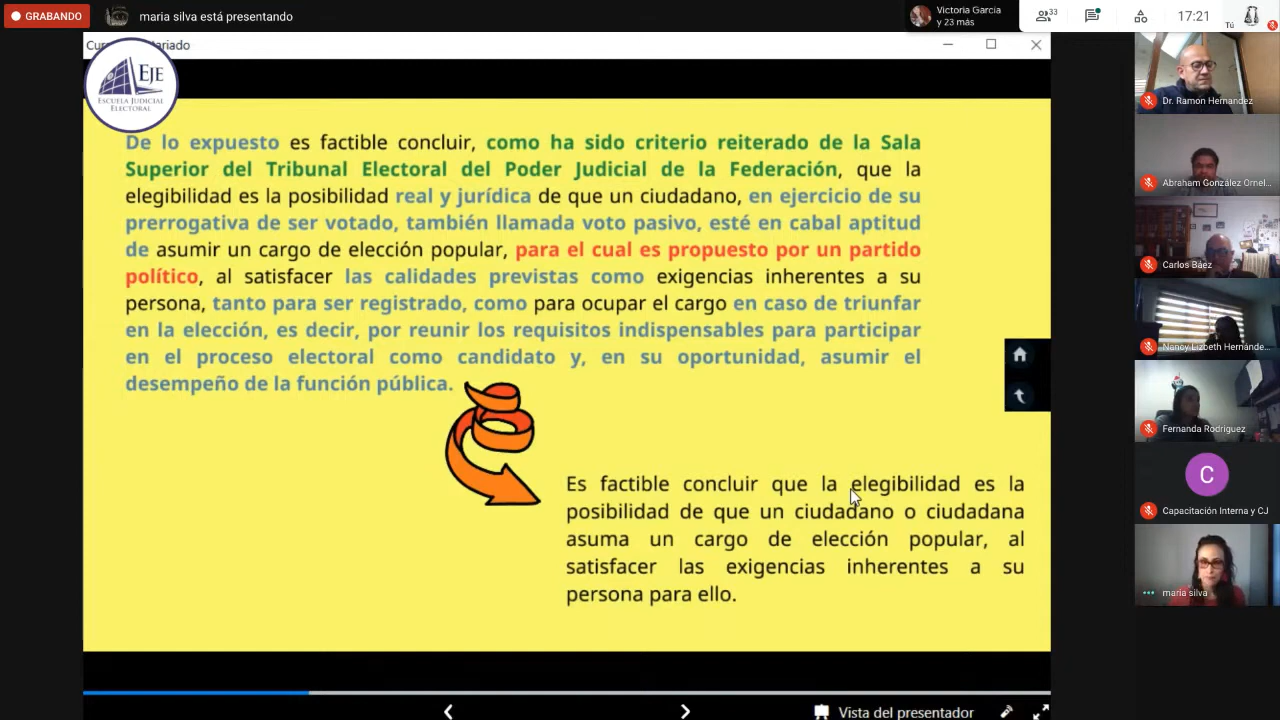 GRABANDO
maria silva está presentando
Victoria García
y 23 más
33
17:21
Tú
EJE
ESCUELA JUDICIAL
ELECTORAL
De lo expuesto es factible concluir, como ha sido criterio reiterado de la Sala
Superior del Tribunal Electoral del Poder Judicial de la Federación, que la
elegibilidad es la posibilidad real y jurídica de que un ciudadano, en ejercicio de su
prerrogativa de ser votado, también llamada voto pasivo, esté en cabal aptitud
de asumir un cargo de elección popular, para el cual es propuesto por un partido
político, al satisfacer las calidades previstas como exigencias inherentes a su
persona, tanto para ser registrado, como para ocupar el cargo en caso de triunfar
en la elección, es decir, por reunir los requisitos indispensables para participar
en el proceso electoral como candidato y, en su oportunidad, asumir el
desempeño de la función pública.
Es factible concluir que la elegibilidad es la
posibilidad de que un ciudadano o ciudadana
asuma un cargo de elección popular, al
satisfacer las exigencias inherentes a su
persona para ello.
Vista del presentador
Dr. Ramon Hernandez
Abraham González Ornel...
Carlos Báez
Nancy Lizbeth Hernánde...
Fernanda Rodriguez
C
Capacitación Interna y CJ
maria silva